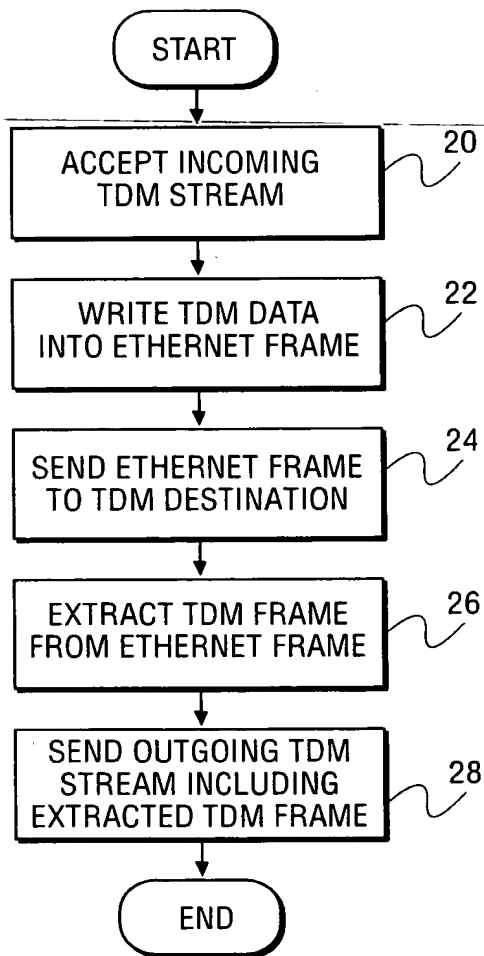 START
ACCEPT INCOMING
TDM STREAM
20
WRITE TDM DATA
INTO ETHERNET FRAME
22
SEND ETHERNET FRAME
TO TDM DESTINATION
24
EXTRACT TDM FRAME
FROM ETHERNET FRAME
26
SEND OUTGOING TDM
STREAM INCLUDING
EXTRACTED TDM FRAME
28
END